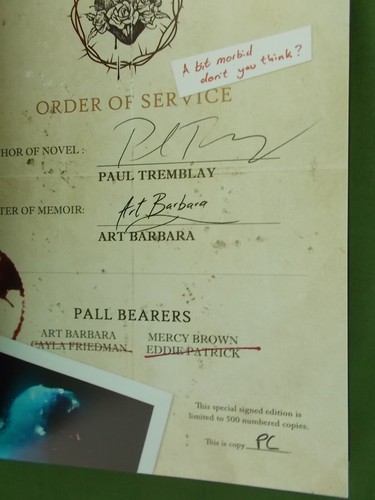 A bit morbid
don't you think?
ORDER OF SERVICE
HOR OF NOVEL :
Paul Tremblay
PAUL TREMBLAY
TER OF MEMOIR:
Art Barbara
ART BARBARA
PALL BEARERS
ART BARBARA MERCY BROWN
CAYLA FRIEDMAN EDDIE PATRICK
This special signed edition is
limited to 500 numbered copies.
This is copy PC